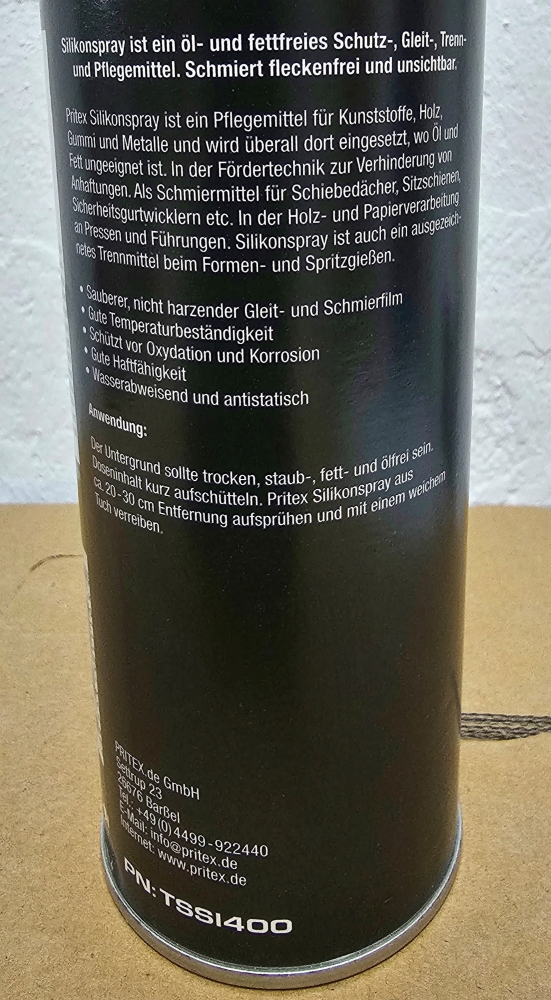 Silikonspray ist ein öl- und fettfreies Schutz-, Gleit-, Trenn-
und Pflegemittel. Schmiert fleckenfrei und unsichtbar.
Pritex Silikonspray ist ein Pflegemittel für Kunststoffe, Holz,
Gummi und Metalle und wird überall dort eingesetzt, wo Öl und
Fett ungeeignet ist. In der Fördertechnik zur Verhinderung von
Anhaftungen. Als Schmiermittel für Schiebedächer, Sitzschienen,
Sicherheitsgurtwicklern etc. In der Holz- und Papierverarbeitung
an Pressen und Führungen. Silikonspray ist auch ein ausgezeich-
netes Trennmittel beim Formen- und Spritzgießen.
• Sauberer, nicht harzender Gleit- und Schmierfilm
• Gute Temperaturbeständigkeit
• Schützt vor Oxydation und Korrosion
• Gute Haftfähigkeit
• Wasserabweisend und antistatisch
Anwendung:
Der Untergrund sollte trocken, staub-, fett- und ölfrei sein.
Doseninhalt kurz aufschütteln. Pritex Silikonspray aus
ca. 20-30 cm Entfernung aufsprühen und mit einem weichem
Tuch verreiben.
PRITEX.de GmbH
Settrup 23
26676 Barßel
Tel.: +49(0)4499-922440
E-Mail: info@pritex.de
Internet: www.pritex.de
PN: TSSI400